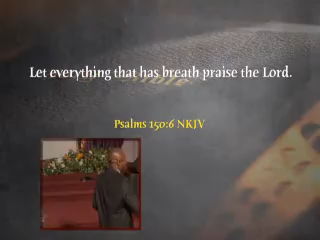 Let everything that has breath praise the Lord.
Psalms 150:6 NKJV